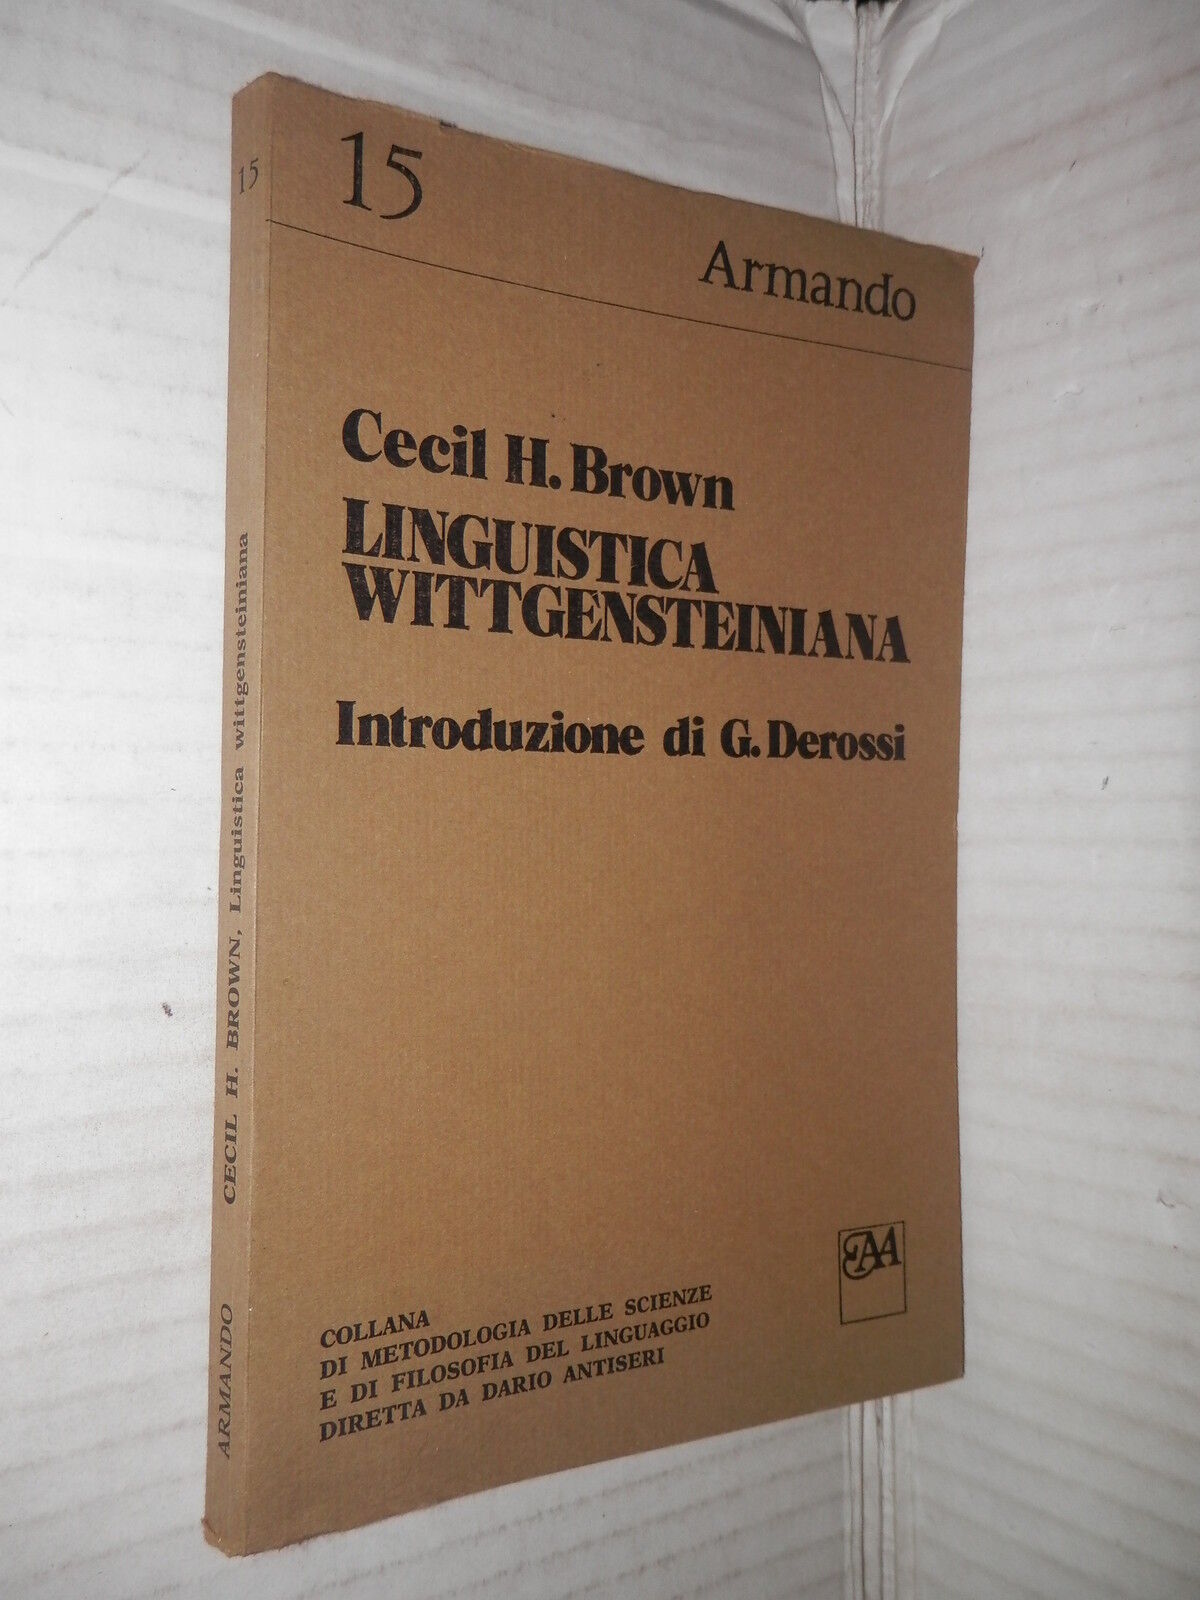 15
Armando
Cecil H. Brown
LINGUISTICA
WITTGENSTEINIANA
Introduzione di G. Derossi
EAA
COLLANA
DI METODOLOGIA DELLE SCIENZE
E DI FILOSOFIA DEL LINGUAGGIO
DIRETTA DA DARIO ANTISERI
15
ARMANDO CECIL H. BROWN, Linguistica wittgensteiniana